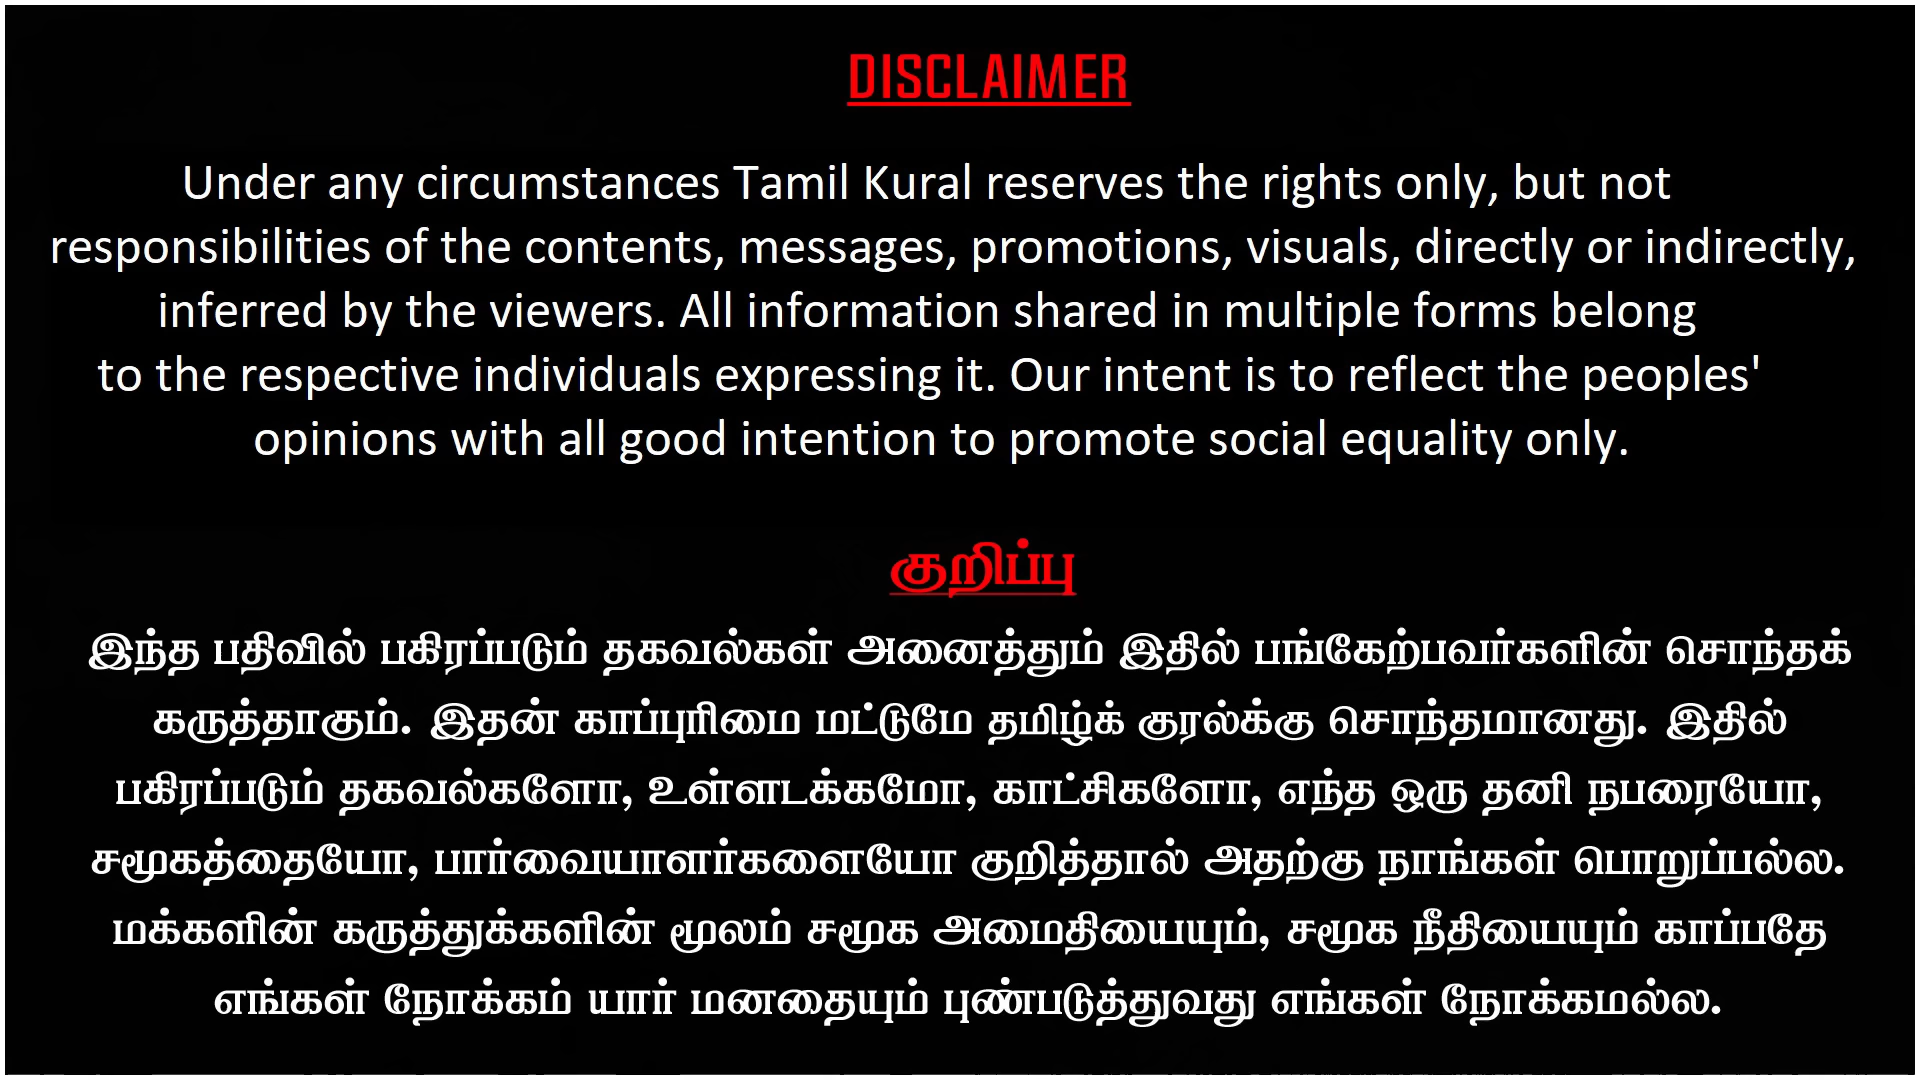 DISCLAIMER
Under any circumstances Tamil Kural reserves the rights only, but not
responsibilities of the contents, messages, promotions, visuals, directly or indirectly,
inferred by the viewers. All information shared in multiple forms belong
to the respective individuals expressing it. Our intent is to reflect the peoples'
opinions with all good intention to promote social equality only.
குறிப்பு
இந்த பதிவில் பகிரப்படும் தகவல்கள் அனைத்தும் இதில் பங்கேற்பவர்களின் சொந்தக்
கருத்தாகும். இதன் காப்புரிமை மட்டுமே தமிழ்க் குரல்க்கு சொந்தமானது. இதில்
பகிரப்படும் தகவல்களோ, உள்ளடக்கமோ, காட்சிகளோ, எந்த ஒரு தனி நபரையோ,
சமூகத்தையோ, பார்வையாளர்களையோ குறித்தால் அதற்கு நாங்கள் பொறுப்பல்ல.
மக்களின் கருத்துக்களின் மூலம் சமூக அமைதியையும், சமூக நீதியையும் காப்பதே
எங்கள் நோக்கம் யார் மனதையும் புண்படுத்துவது எங்கள் நோக்கமல்ல.